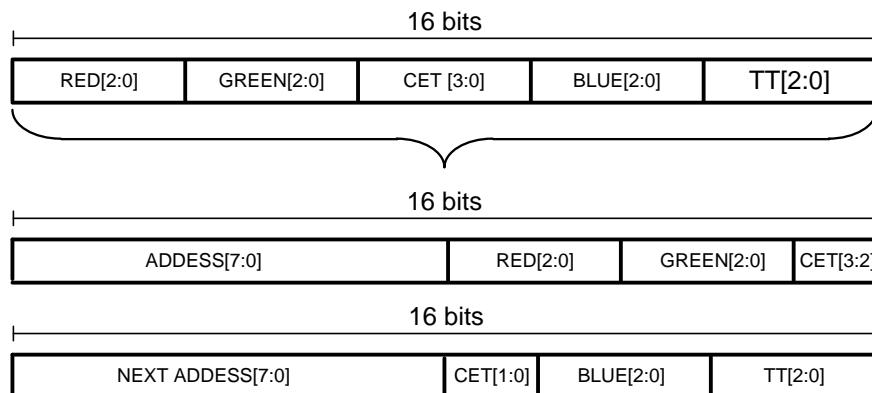 16 bits
RED[2:0] GREEN[2:0] CET [3:0] BLUE[2:0] TT[2:0]
16 bits
ADDESS[7:0] RED[2:0] GREEN[2:0] CET[3:2]
16 bits
NEXT ADDESS[7:0] CET[1:0] BLUE[2:0] TT[2:0]